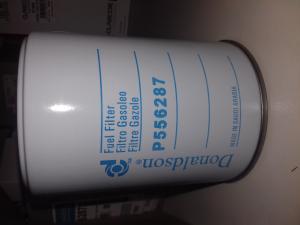 Donaldson®
MADE IN SAUDI ARABIA
P556287
Fuel Filter
Filtro Gasoleo
Filtre Gazole